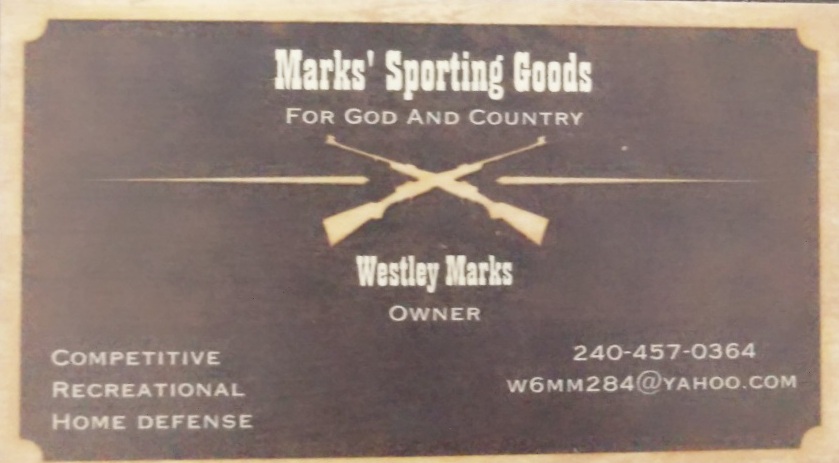 Marks' Sporting Goods
For God And Country
Westley Marks
Owner
Competitive
Recreational
Home defense
240-457-0364
w6mm284@yahoo.com